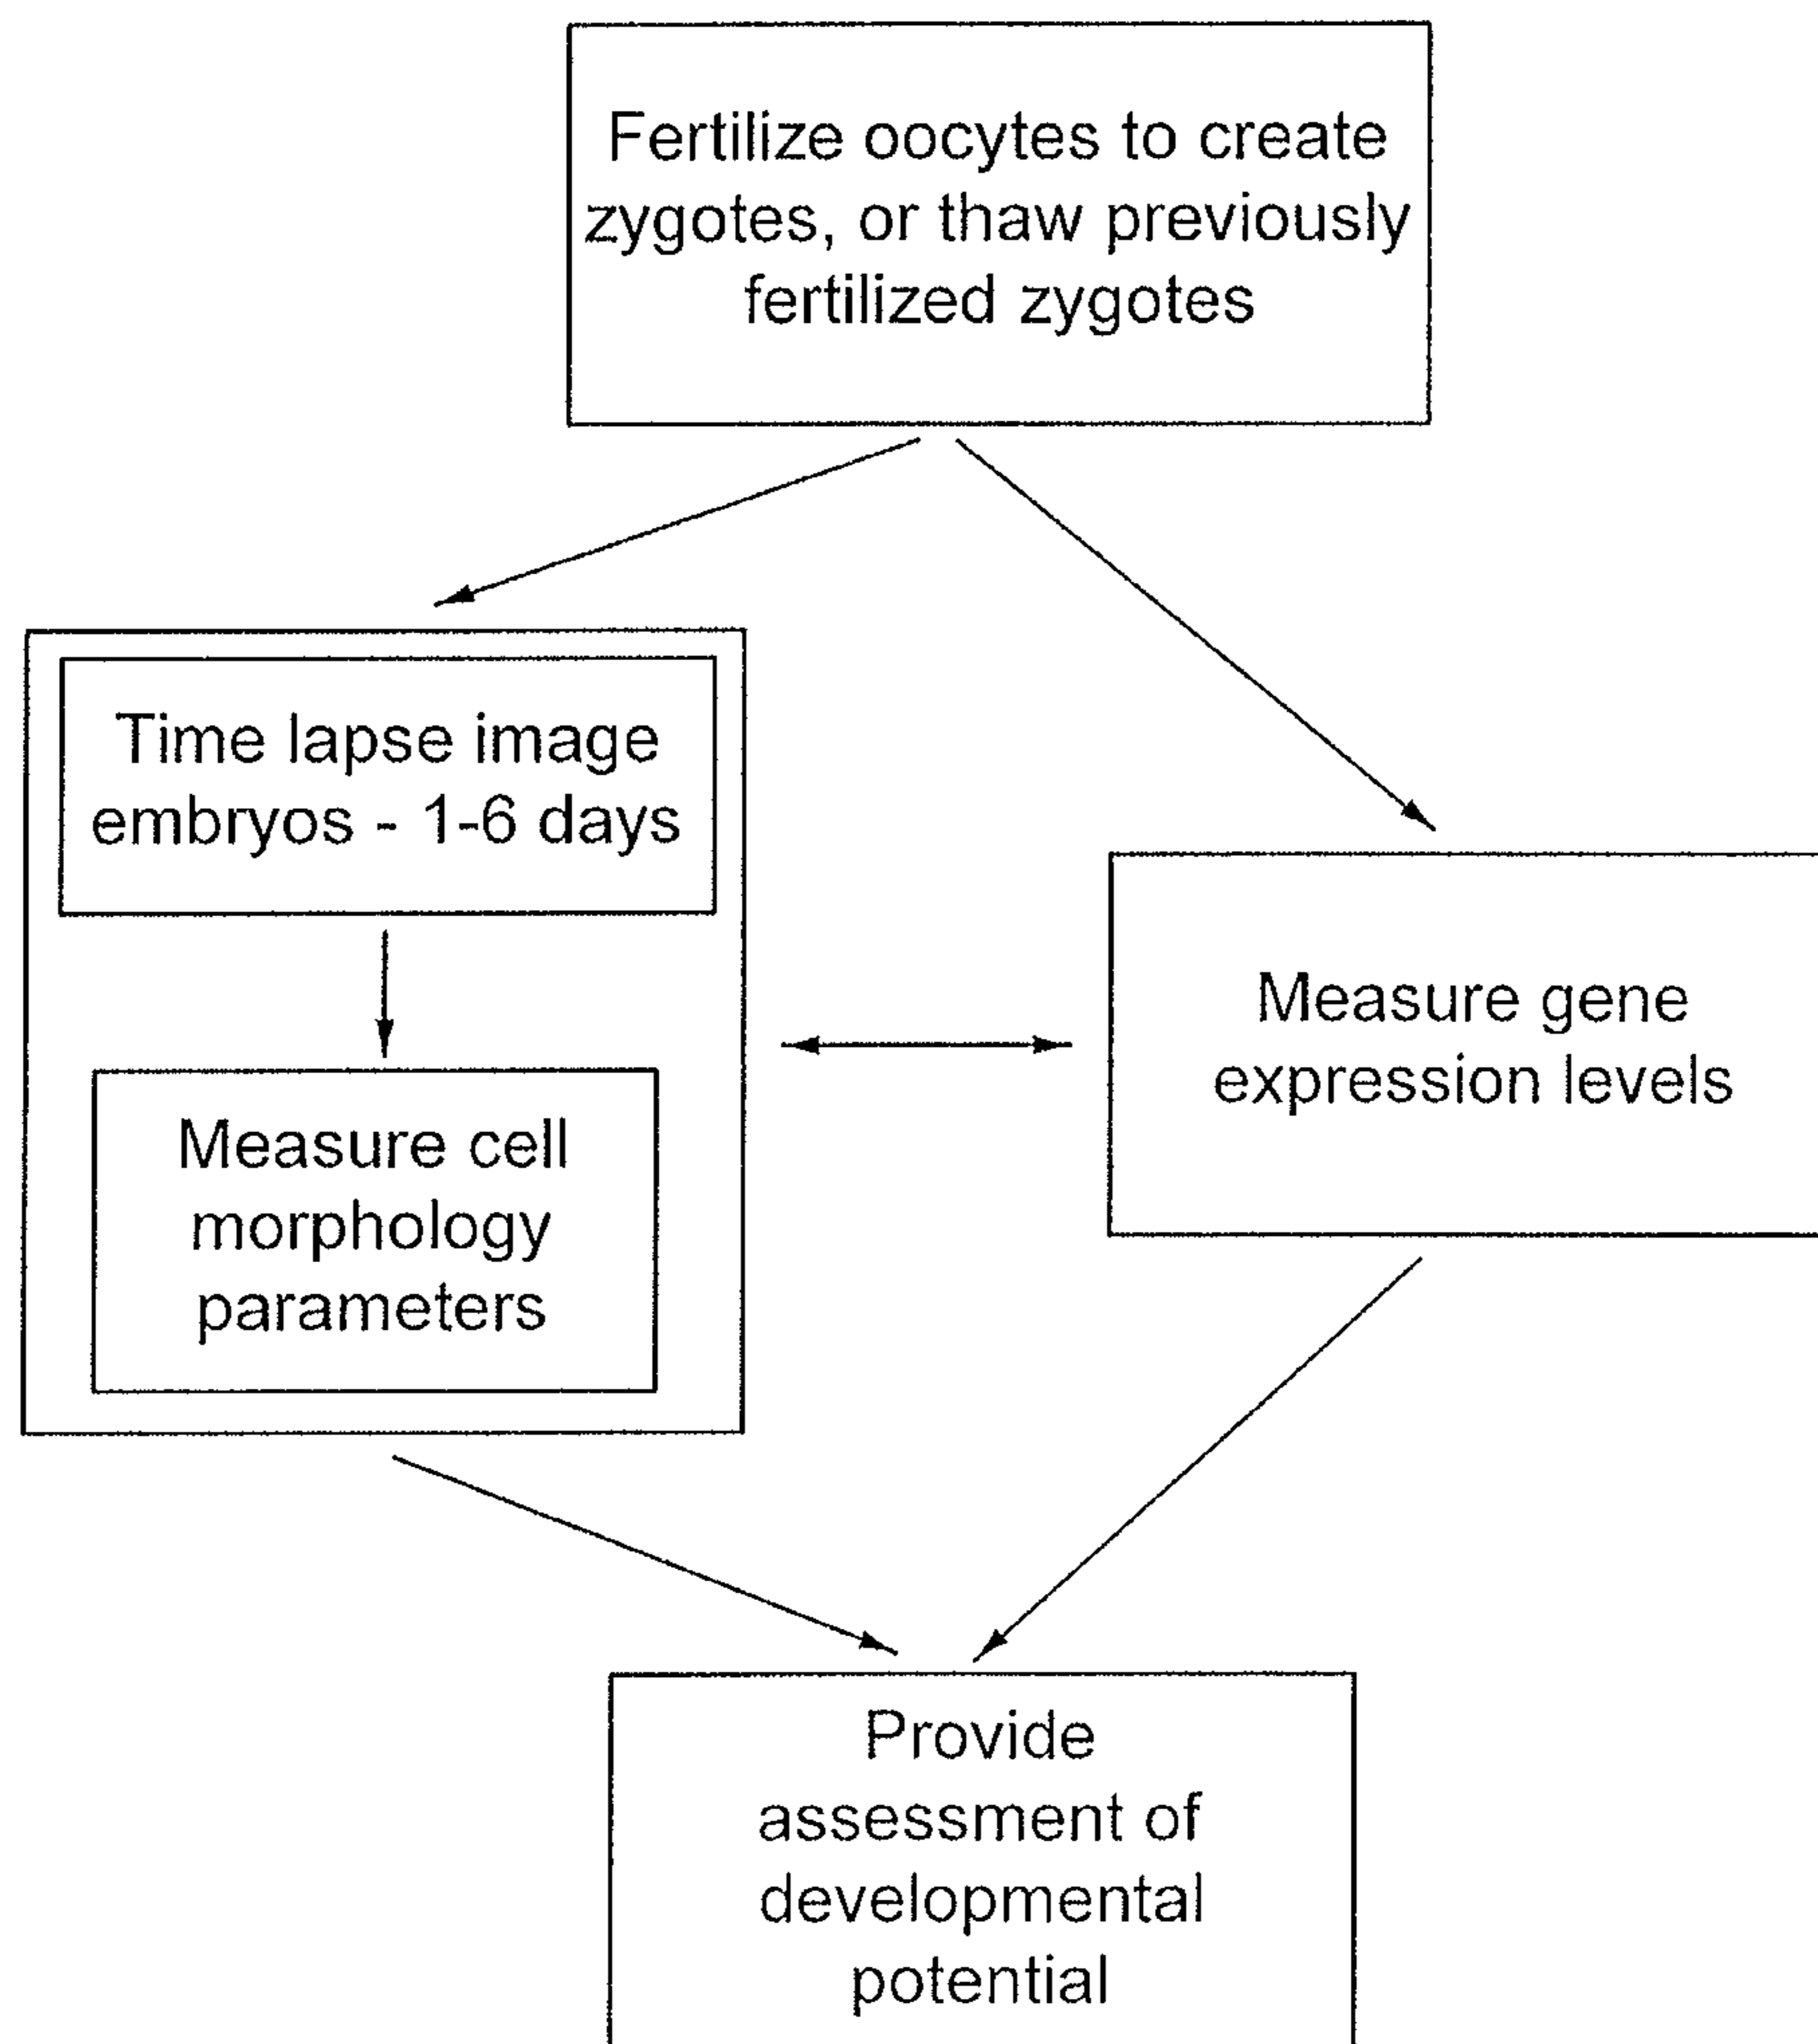 Fertilize oocytes to create
zygotes, or thaw previously
fertilized zygotes
Time lapse image
embryos - 1-6 days
Measure cell
morphology
parameters
Measure gene
expression levels
Provide
assessment of
developmental
potential